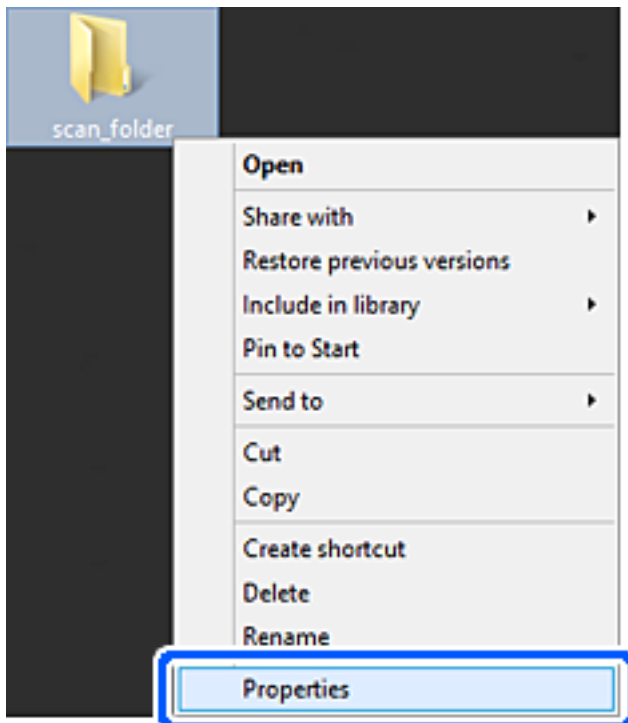 scan_folder
Open
Share with
Restore previous versions
Include in library
Pin to Start
Send to
Cut
Copy
Create shortcut
Delete
Rename
Properties